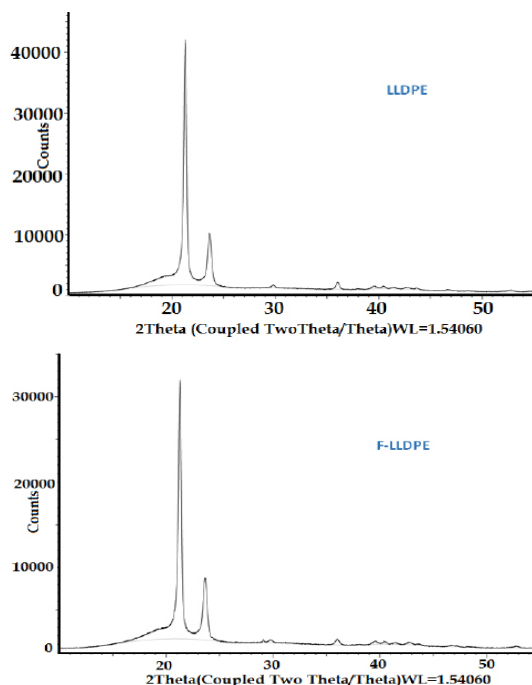 40000
30000
20000
10000
0
Counts
LLDPE
20 30 40 50
2Theta (Coupled TwoTheta/Theta)WL=1.54060
30000
20000
10000
0
Counts
F-LLDPE
20 30 40 50
2Theta(Coupled Two Theta/Theta)WL=1.54060